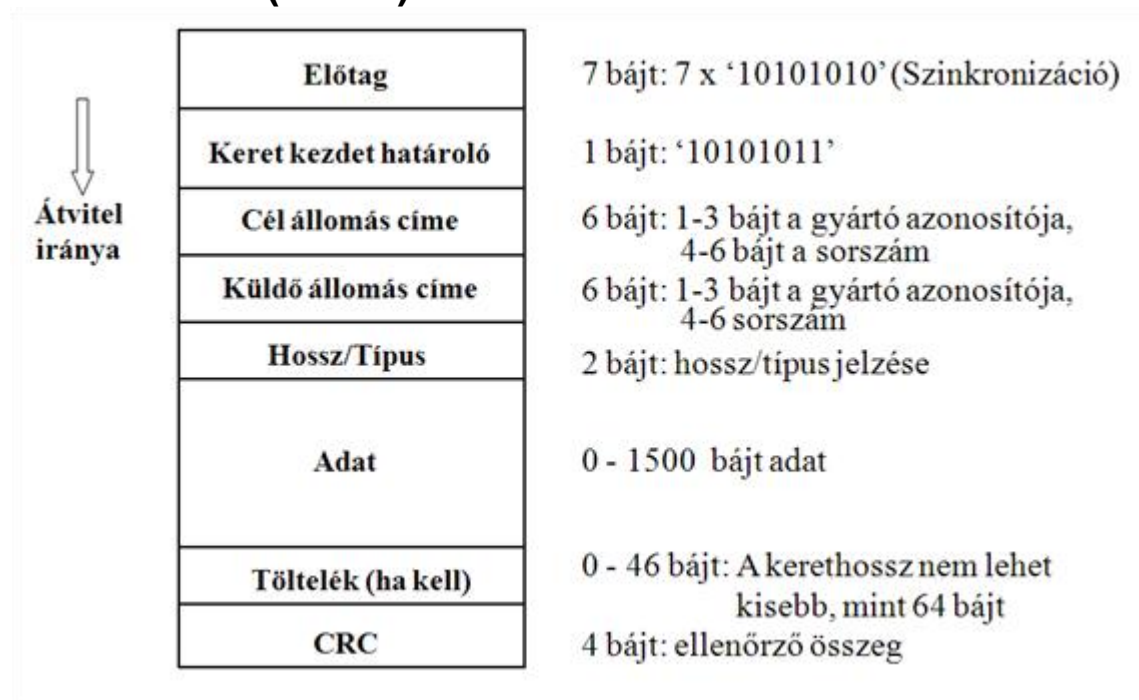 Előtag 7 bájt: 7 x ‘10101010’ (Szinkronizáció)
Keret kezdet határoló 1 bájt: ‘10101011’
Átvitel
iránya
Cél állomás címe 6 bájt: 1-3 bájt a gyártó azonosítója,
4-6 bájt a sorszám
Küldő állomás címe 6 bájt: 1-3 bájt a gyártó azonosítója,
4-6 sorszám
Hossz/Típus 2 bájt: hossz/típus jelzése
Adat 0 - 1500 bájt adat
Töltelék (ha kell) 0 - 46 bájt: A kerethossz nem lehet
kisebb, mint 64 bájt
CRC 4 bájt: ellenőrző összeg